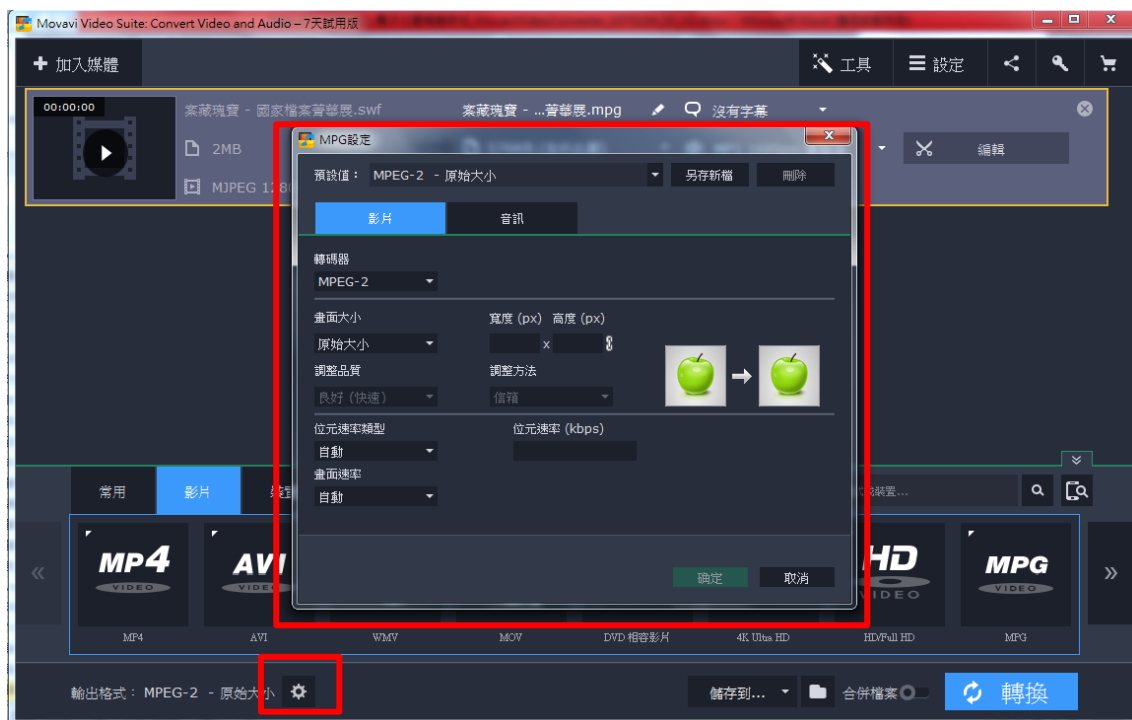 Movavi Video Suite: Convert Video and Audio – 7天試用版
加入媒體
工具
設定
00:00:00
案藏瑰寶 - 國家檔案菁華展.swf
案藏瑰寶 - ...菁華展.mpg
沒有字幕
2MB
MJPEG 1280
編輯
MPG設定
預設值： MPEG-2 - 原始大小
另存新檔
刪除
影片
音訊
轉碼器
MPEG-2
畫面大小
寬度 (px) 高度 (px)
原始大小
x
調整品質
調整方法
良好 (快速)
信箱
位元速率類型
位元速率 (kbps)
自動
畫面速率
自動
确定
取消
常用
影片
MP4
VIDEO
AVI
VIDEO
HD
VIDEO
MPG
VIDEO
MP4
AVI
WMV
MOV
DVD 相容影片
4K Ultra HD
HD/Full HD
MPG
輸出格式： MPEG-2 - 原始大小
儲存到...
合併檔案
轉換